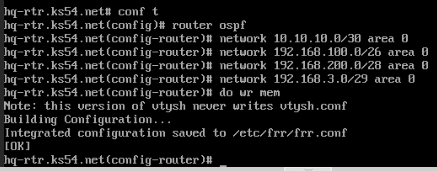 hq-rtr.ks54.net# conf t
hq-rtr.ks54.net(config)# router ospf
hq-rtr.ks54.net(config-router)# network 10.10.10.0/30 area 0
hq-rtr.ks54.net(config-router)# network 192.168.100.0/26 area 0
hq-rtr.ks54.net(config-router)# network 192.168.200.0/28 area 0
hq-rtr.ks54.net(config-router)# network 192.168.3.0/29 area 0
hq-rtr.ks54.net(config-router)# do wr mem
Note: this version of vtysh never writes vtysh.conf
Building Configuration...
Integrated configuration saved to /etc/frr/frr.conf
[OK]
hq-rtr.ks54.net(config-router)# _